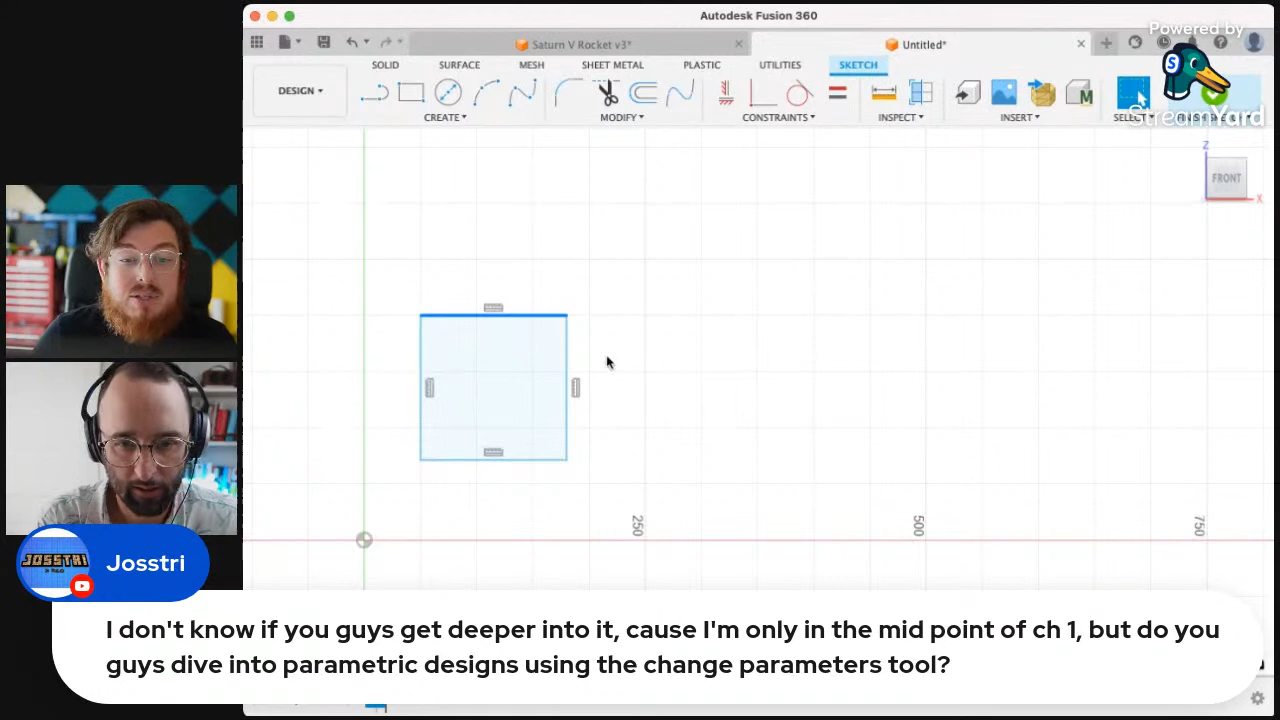 Autodesk Fusion 360
Powered by
Saturn V Rocket v3*
Untitled*
SOLID SURFACE MESH SHEET METAL PLASTIC UTILITIES SKETCH
DESIGN
CREATE MODIFY CONSTRAINTS INSPECT INSERT SELECT
StreamYard
Z
FRONT
X
250 500 750
JOSSTRI
Josstri
I don't know if you guys get deeper into it, cause I'm only in the mid point of ch 1, but do you
guys dive into parametric designs using the change parameters tool?